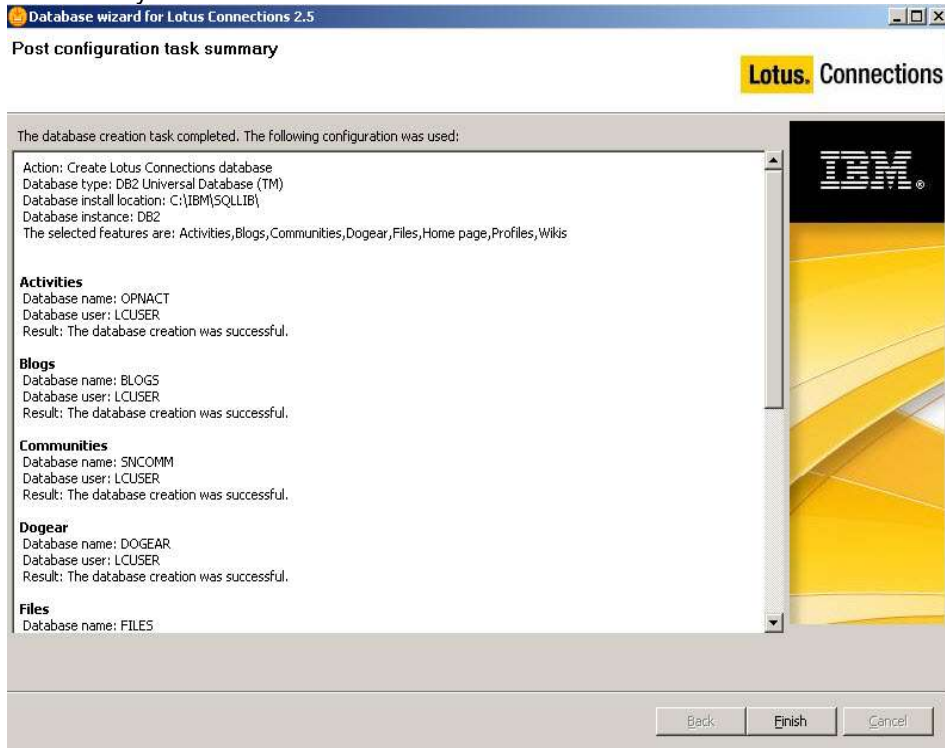 Database wizard for Lotus Connections 2.5
Post configuration task summary
Lotus. Connections
The database creation task completed. The following configuration was used:
Action: Create Lotus Connections database
Database type: DB2 Universal Database (TM)
Database install location: C:\IBM\SQLLIB\
Database instance: DB2
The selected features are: Activities,Blogs,Communities,Dogear,Files,Home page,Profiles,Wikis
IBM®
Activities
Database name: OPNACT
Database user: LCUSER
Result: The database creation was successful.
Blogs
Database name: BLOGS
Database user: LCUSER
Result: The database creation was successful.
Communities
Database name: SNCOMM
Database user: LCUSER
Result: The database creation was successful.
Dogear
Database name: DOGEAR
Database user: LCUSER
Result: The database creation was successful.
Files
Database name: FILES
Back
Finish
Cancel